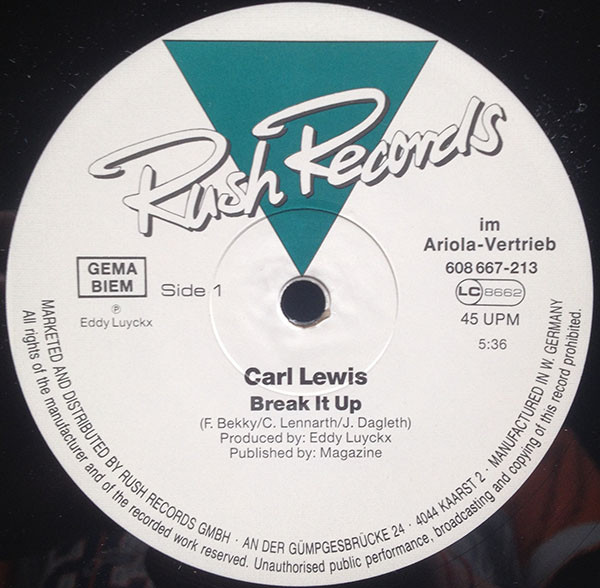 Rush Records
im
Ariola-Vertrieb
608 667-213
LC 8662
45 UPM
5:36
GEMA
BIEM
Side 1
Ⓟ
Eddy Luyckx
Carl Lewis
Break It Up
(F. Bekky/C. Lennarth/J. Dagleth)
Produced by: Eddy Luyckx
Published by: Magazine
MARKETED AND DISTRIBUTED BY RUSH RECORDS GMBH · AN DER GÜMPGESBRÜCKE 24 · 4044 KAARST 2 · MANUFACTURED IN W. GERMANY
All rights of the manufacturer and of the recorded work reserved. Unauthorised public performance, broadcasting and copying of this record prohibited.